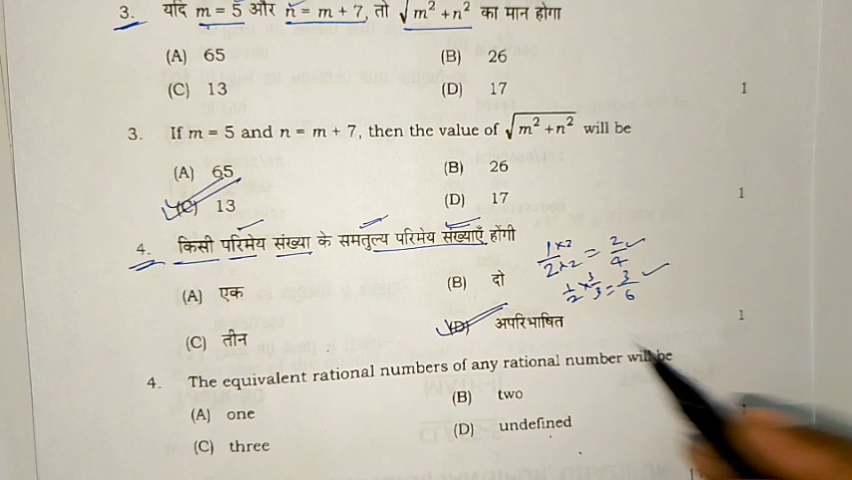 3. यदि m = 5 और n = m + 7, तो √m² + n² का मान होगा
(A) 65 (B) 26
(C) 13 (D) 17 1
3. If m = 5 and n = m + 7, then the value of √m² + n² will be
(A) 65 (B) 26
(C) 13 (D) 17 1
4. किसी परिमेय संख्या के समतुल्य परिमेय संख्याएँ होंगी
1/2 ×2/×2 = 2/4
(A) एक (B) दो
1/2 × 3/3 = 3/6
(C) तीन (D) अपरिभाषित 1
4. The equivalent rational numbers of any rational number will be
(A) one (B) two
(C) three (D) undefined